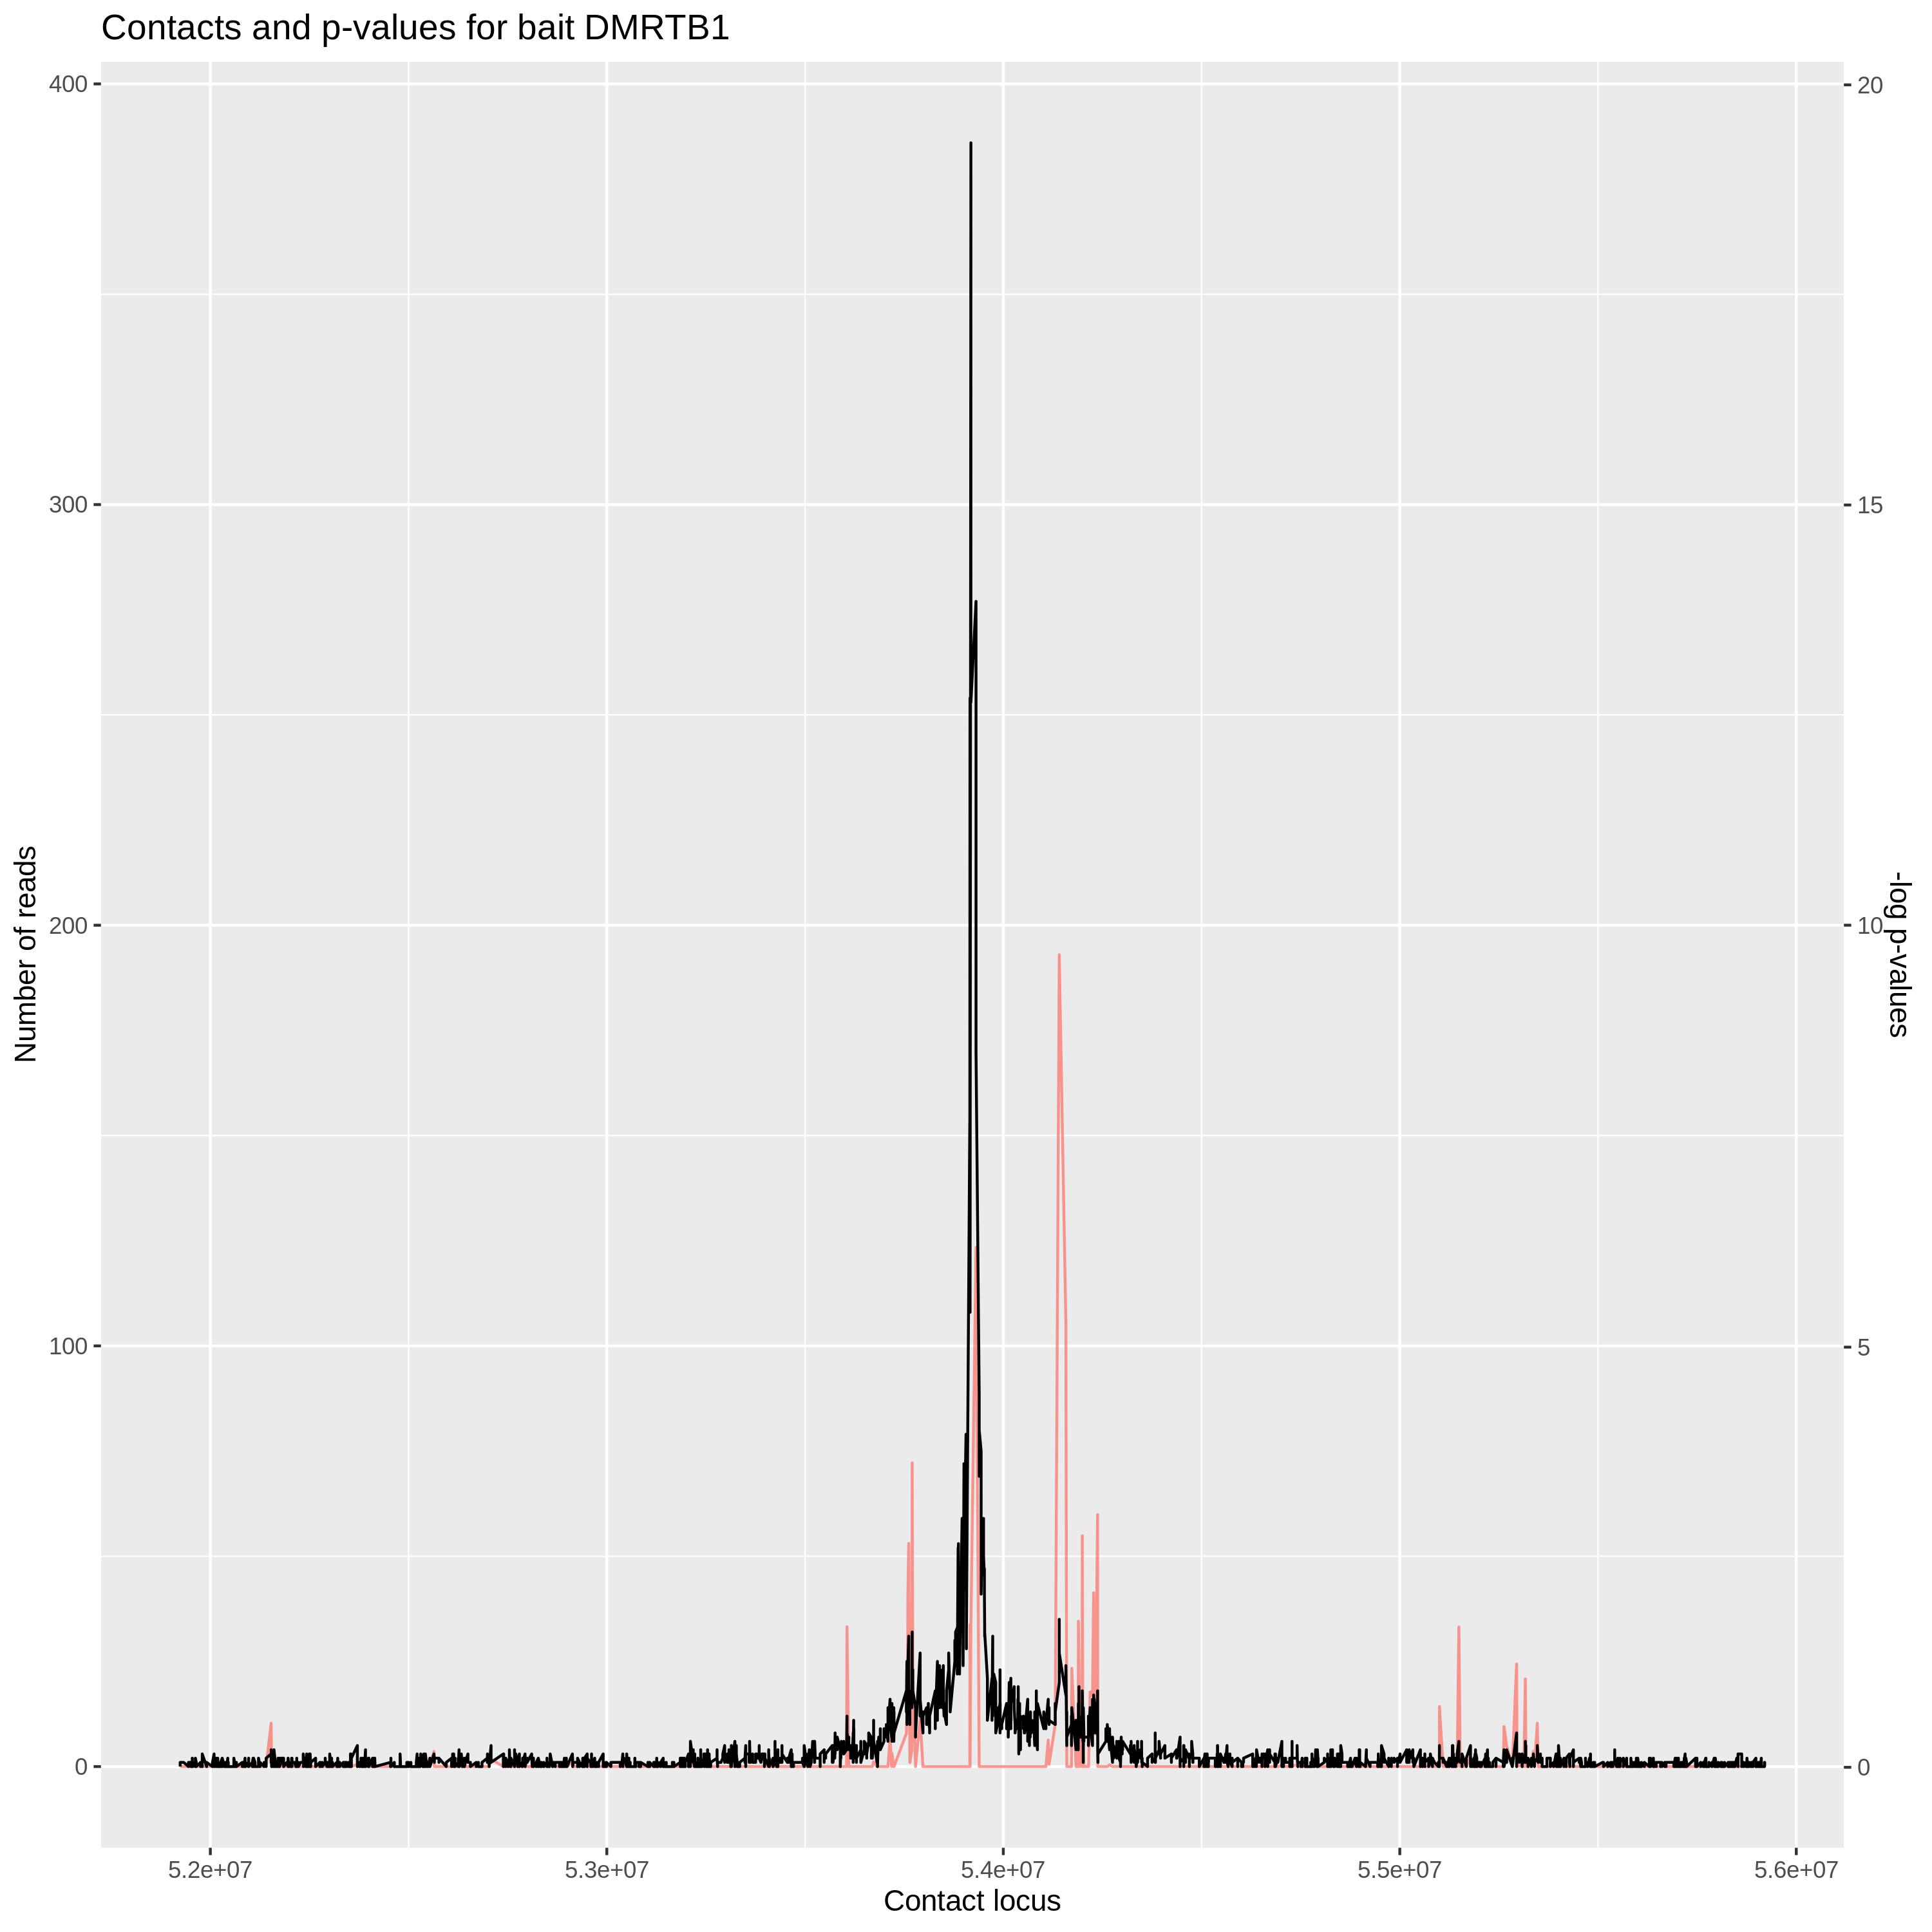 Contacts and p-values for bait DMRTB1
400
300
200
100
0
20
15
10
5
0
Number of reads
-log p-values
5.2e+07
5.3e+07
5.4e+07
5.5e+07
5.6e+07
Contact locus